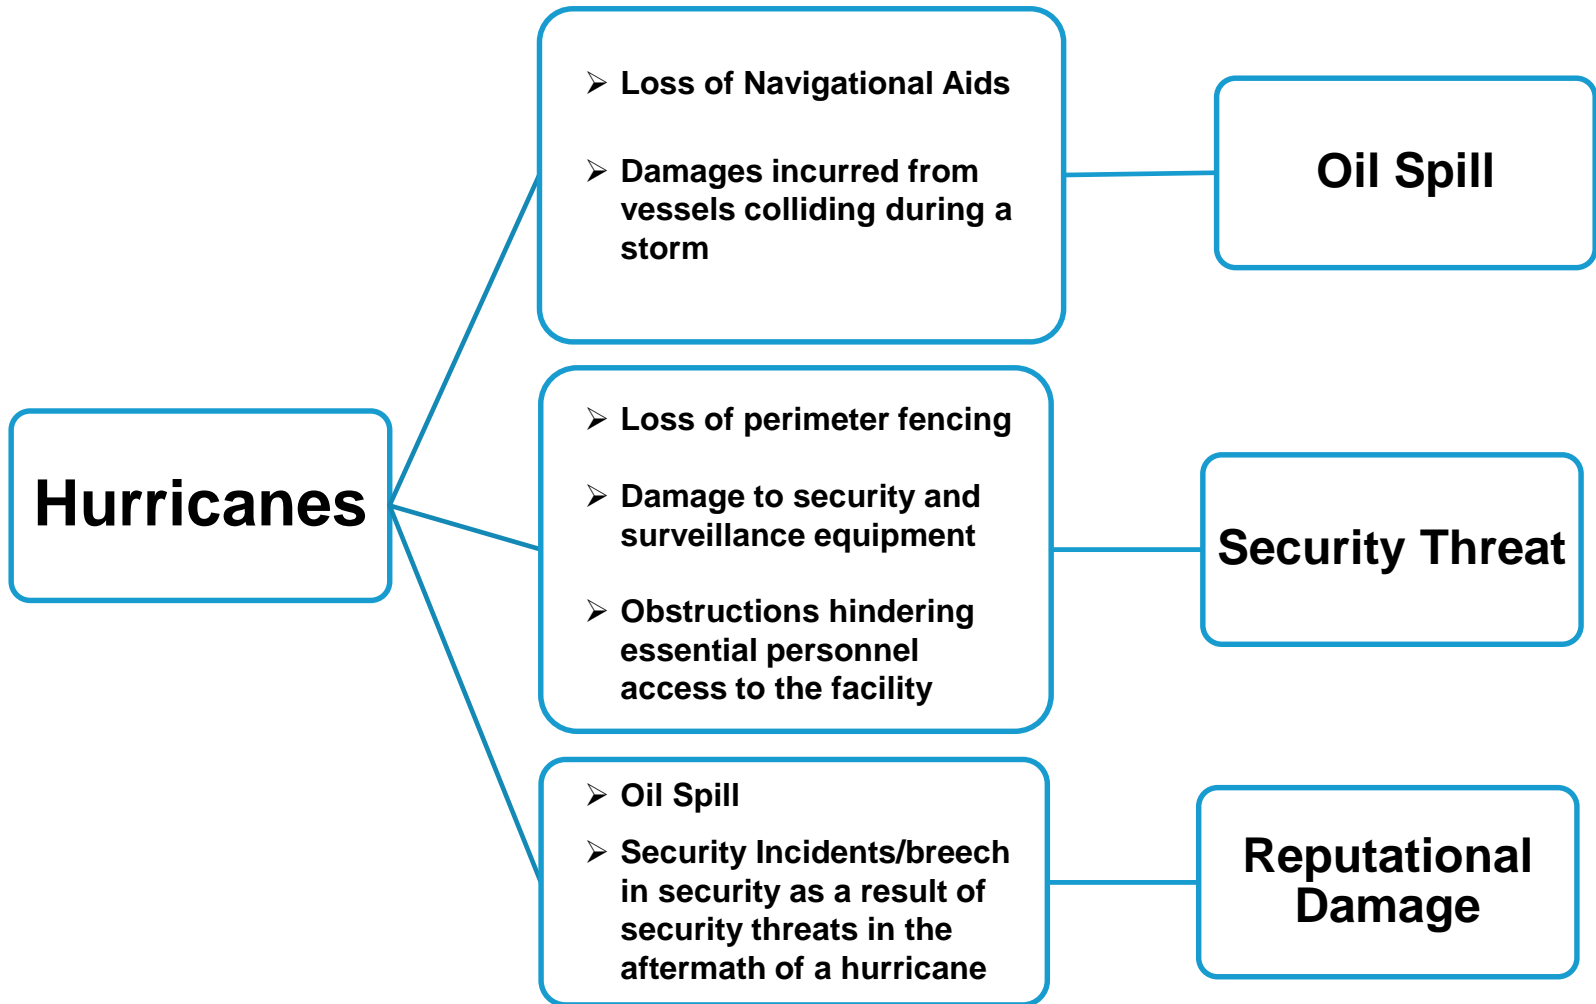 Hurricanes
➢ Loss of Navigational Aids
➢ Damages incurred from
vessels colliding during a
storm
Oil Spill
➢ Loss of perimeter fencing
➢ Damage to security and
surveillance equipment
➢ Obstructions hindering
essential personnel
access to the facility
Security Threat
➢ Oil Spill
➢ Security Incidents/breech
in security as a result of
security threats in the
aftermath of a hurricane
Reputational
Damage